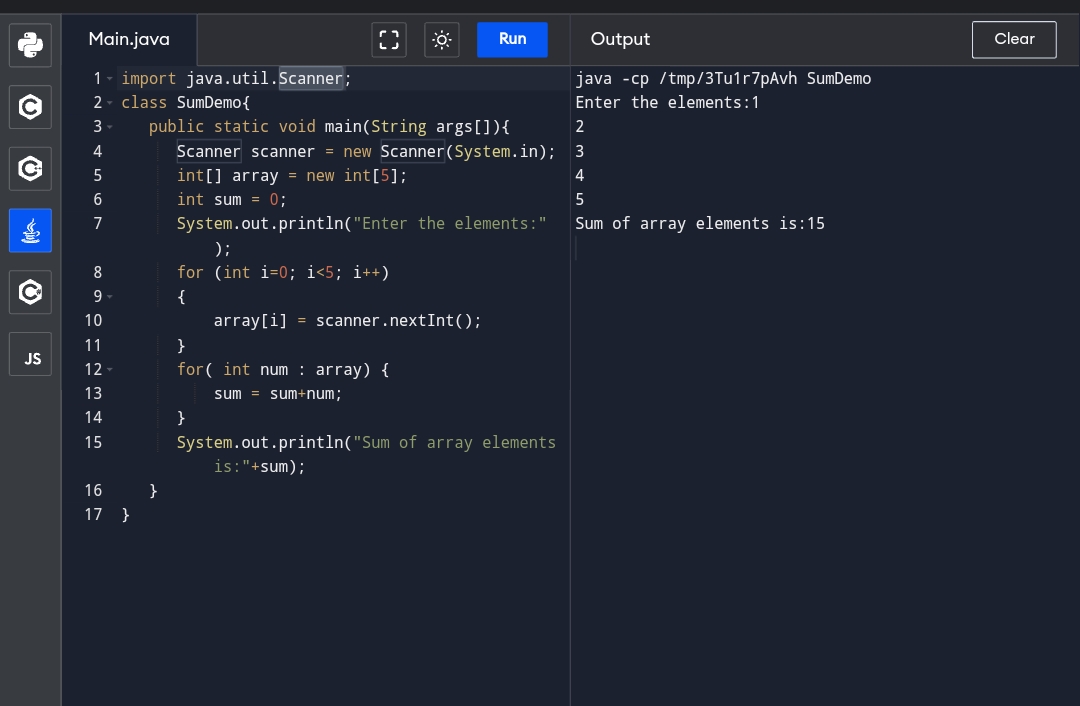 Main.java
Run
Output
Clear
1 import java.util.Scanner;
2 class SumDemo{
3 public static void main(String args[]){
4 Scanner scanner = new Scanner(System.in);
5 int[] array = new int[5];
6 int sum = 0;
7 System.out.println("Enter the elements:"
);
8 for (int i=0; i<5; i++)
9 {
10 array[i] = scanner.nextInt();
11 }
12 for( int num : array) {
13 sum = sum+num;
14 }
15 System.out.println("Sum of array elements
is:"+sum);
16 }
17 }
java -cp /tmp/3Tu1r7pAvh SumDemo
Enter the elements:1
2
3
4
5
Sum of array elements is:15
C
C
C
JS